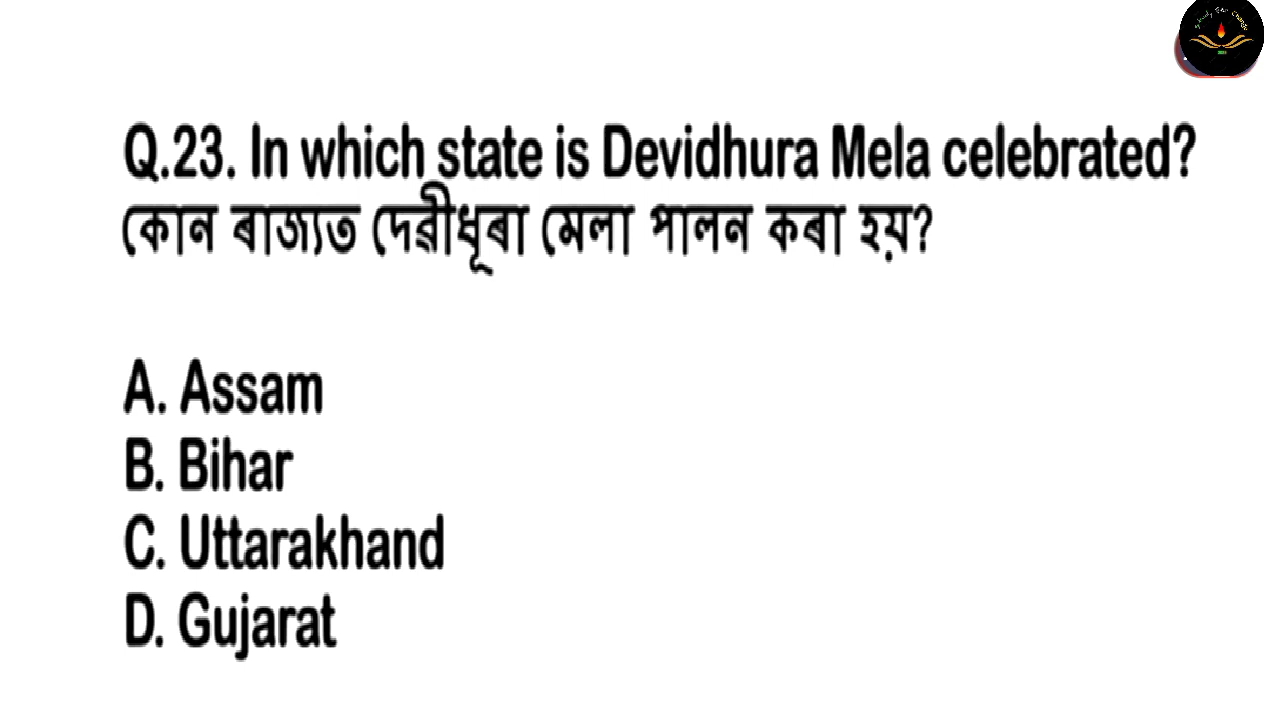 Q.23. In which state is Devidhura Mela celebrated?
কোন ৰাজ্যত দেৱীধূৰা মেলা পালন কৰা হয়?
A. Assam
B. Bihar
C. Uttarakhand
D. Gujarat